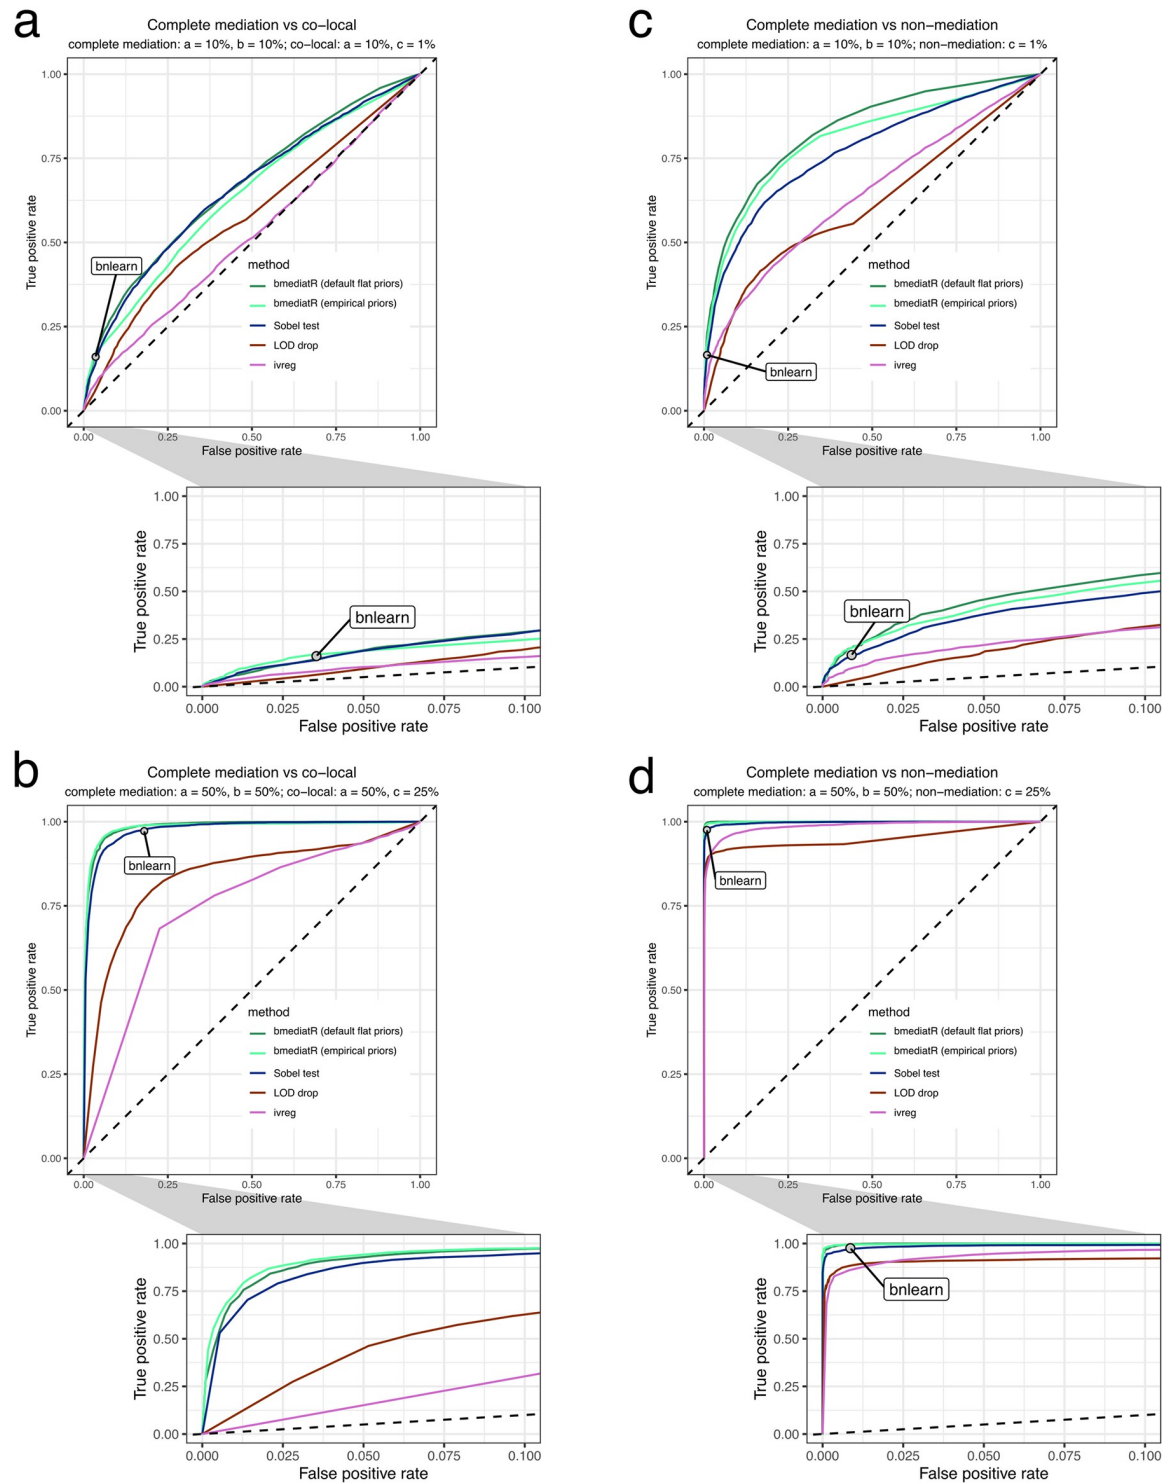 a
Complete mediation vs co−local
complete mediation: a = 10%, b = 10%; co−local: a = 10%, c = 1%
1.00
0.75
0.50
0.25
0.00
True positive rate
bnlearn
method
bmediatR (default flat priors)
bmediatR (empirical priors)
Sobel test
LOD drop
ivreg
0.00 0.25 0.50 0.75 1.00
False positive rate
1.00
0.75
0.50
0.25
0.00
True positive rate
bnlearn
0.000 0.025 0.050 0.075 0.100
False positive rate
c
Complete mediation vs non−mediation
complete mediation: a = 10%, b = 10%; non−mediation: c = 1%
1.00
0.75
0.50
0.25
0.00
True positive rate
method
bmediatR (default flat priors)
bmediatR (empirical priors)
Sobel test
LOD drop
ivreg
bnlearn
0.00 0.25 0.50 0.75 1.00
False positive rate
1.00
0.75
0.50
0.25
0.00
True positive rate
bnlearn
0.000 0.025 0.050 0.075 0.100
False positive rate
b
Complete mediation vs co−local
complete mediation: a = 50%, b = 50%; co−local: a = 50%, c = 25%
1.00
0.75
0.50
0.25
0.00
True positive rate
bnlearn
method
bmediatR (default flat priors)
bmediatR (empirical priors)
Sobel test
LOD drop
ivreg
0.00 0.25 0.50 0.75 1.00
False positive rate
1.00
0.75
0.50
0.25
0.00
True positive rate
0.000 0.025 0.050 0.075 0.100
False positive rate
d
Complete mediation vs non−mediation
complete mediation: a = 50%, b = 50%; non−mediation: c = 25%
1.00
0.75
0.50
0.25
0.00
True positive rate
bnlearn
method
bmediatR (default flat priors)
bmediatR (empirical priors)
Sobel test
LOD drop
ivreg
0.00 0.25 0.50 0.75 1.00
False positive rate
1.00
0.75
0.50
0.25
0.00
True positive rate
bnlearn
0.000 0.025 0.050 0.075 0.100
False positive rate